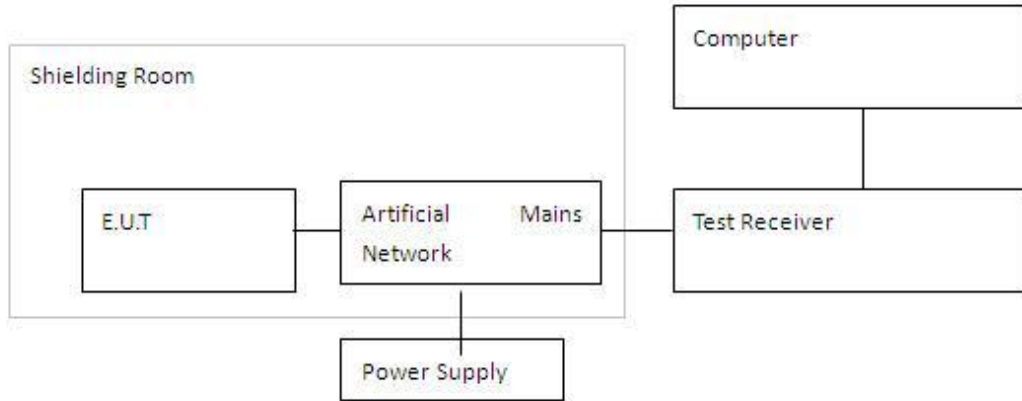 Computer
Shielding Room
E.U.T
Artificial Mains
Network
Test Receiver
Power Supply